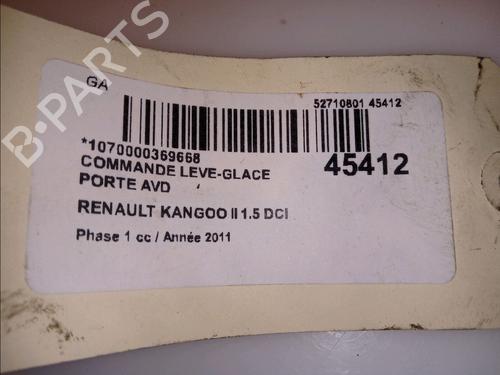 GA
52710801 45412
*1070000369668
45412
COMMANDE LEVE-GLACE
PORTE AVD
RENAULT KANGOO II 1.5 DCI
Phase 1 cc / Année 2011
B-PARTS